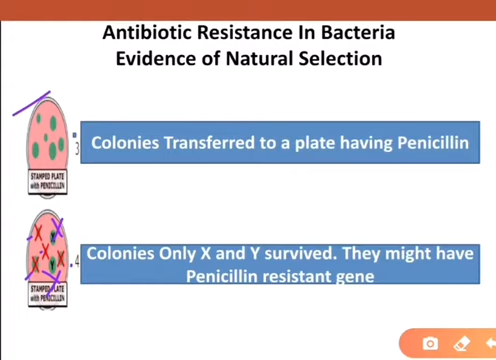 Antibiotic Resistance In Bacteria
Evidence of Natural Selection
3
Colonies Transferred to a plate having Penicillin
STAMPED PLATE
with PENICILLIN
X X
X
X Y
4
Colonies Only X and Y survived. They might have
Penicillin resistant gene
STAMPED PLATE
with PENICILLIN